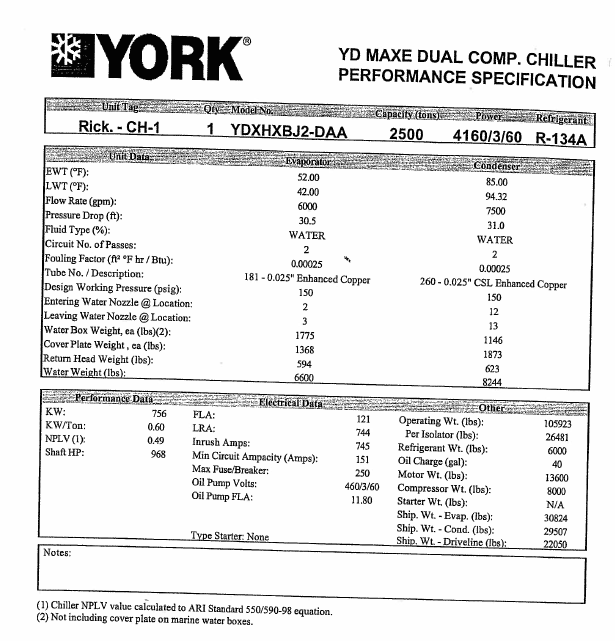 YORK®
YD MAXE DUAL COMP. CHILLER
PERFORMANCE SPECIFICATION
Unit Tag Qty Model No. Capacity (tons) Power Refrigerant
Rick. - CH-1 1 YDXHXBJ2-DAA 2500 4160/3/60 R-134A
Unit Data: Evaporator Condenser
EWT (°F): 52.00 85.00
LWT (°F): 42.00 94.32
Flow Rate (gpm): 6000 7500
Pressure Drop (ft): 30.5 31.0
Fluid Type (%): WATER WATER
Circuit No. of Passes: 2 2
Fouling Factor (ft² °F hr / Btu): 0.00025 0.00025
Tube No. / Description: 181 - 0.025" Enhanced Copper 260 - 0.025" CSL Enhanced Copper
Design Working Pressure (psig): 150 150
Entering Water Nozzle @ Location: 2 12
Leaving Water Nozzle @ Location: 3 13
Water Box Weight, ea (lbs)(2): 1775 1146
Cover Plate Weight , ea (lbs): 1368 1873
Return Head Weight (lbs): 594 623
Water Weight (lbs): 6600 8244
Performance Data Electrical Data Other
KW: 756 FLA: 121 Operating Wt. (lbs): 105923
KW/Ton: 0.60 LRA: 744 Per Isolator (lbs): 26481
NPLV (1): 0.49 Inrush Amps: 745 Refrigerant Wt. (lbs): 6000
Shaft HP: 968 Min Circuit Ampacity (Amps): 151 Oil Charge (gal): 40
Max Fuse/Breaker: 250 Motor Wt. (lbs): 13600
Oil Pump Volts: 460/3/60 Compressor Wt. (lbs): 8000
Oil Pump FLA: 11.80 Starter Wt. (lbs): N/A
Ship. Wt. - Evap. (lbs): 30824
Ship. Wt. - Cond. (lbs): 29507
Type Starter: None Ship. Wt. - Driveline (lbs): 22050
Notes:
(1) Chiller NPLV value calculated to ARI Standard 550/590-98 equation.
(2) Not including cover plate on marine water boxes.